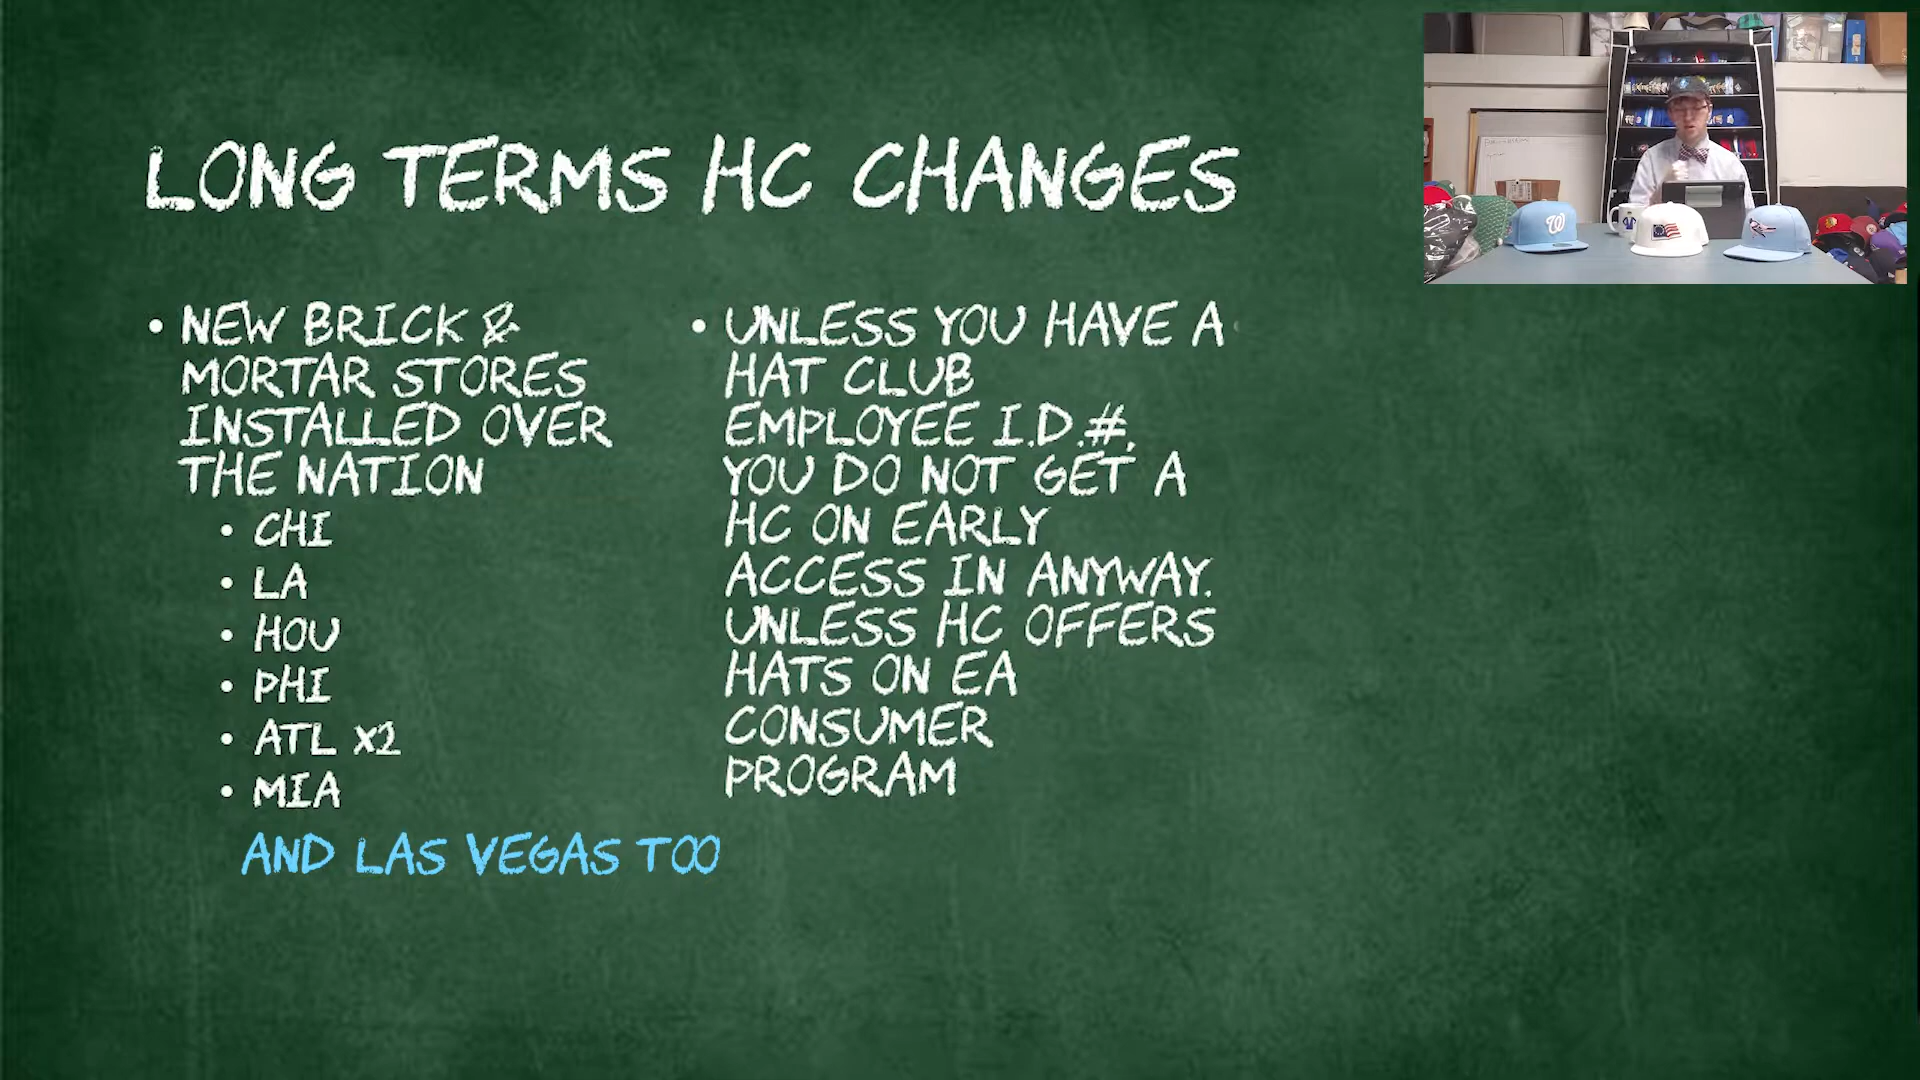 LONG TERMS HC CHANGES
• NEW BRICK &
MORTAR STORES
INSTALLED OVER
THE NATION
• CHI
• LA
• HOU
• PHI
• ATL X2
• MIA
AND LAS VEGAS TOO
• UNLESS YOU HAVE A
HAT CLUB
EMPLOYEE I.D.#,
YOU DO NOT GET A
HC ON EARLY
ACCESS IN ANYWAY.
UNLESS HC OFFERS
HATS ON EA
CONSUMER
PROGRAM
W